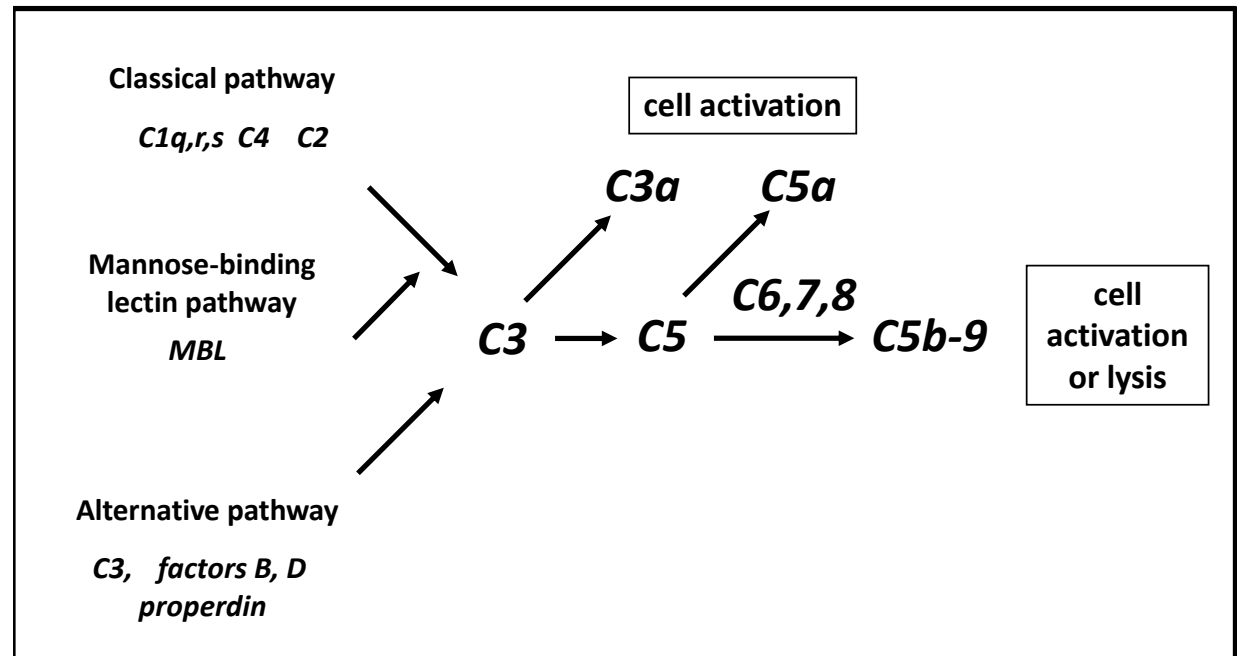 Classical pathway
C1q,r,s C4 C2
cell activation
C3a
C5a
Mannose-binding
lectin pathway
MBL
C3
C5
C6,7,8
C5b-9
cell
activation
or lysis
Alternative pathway
C3, factors B, D
properdin